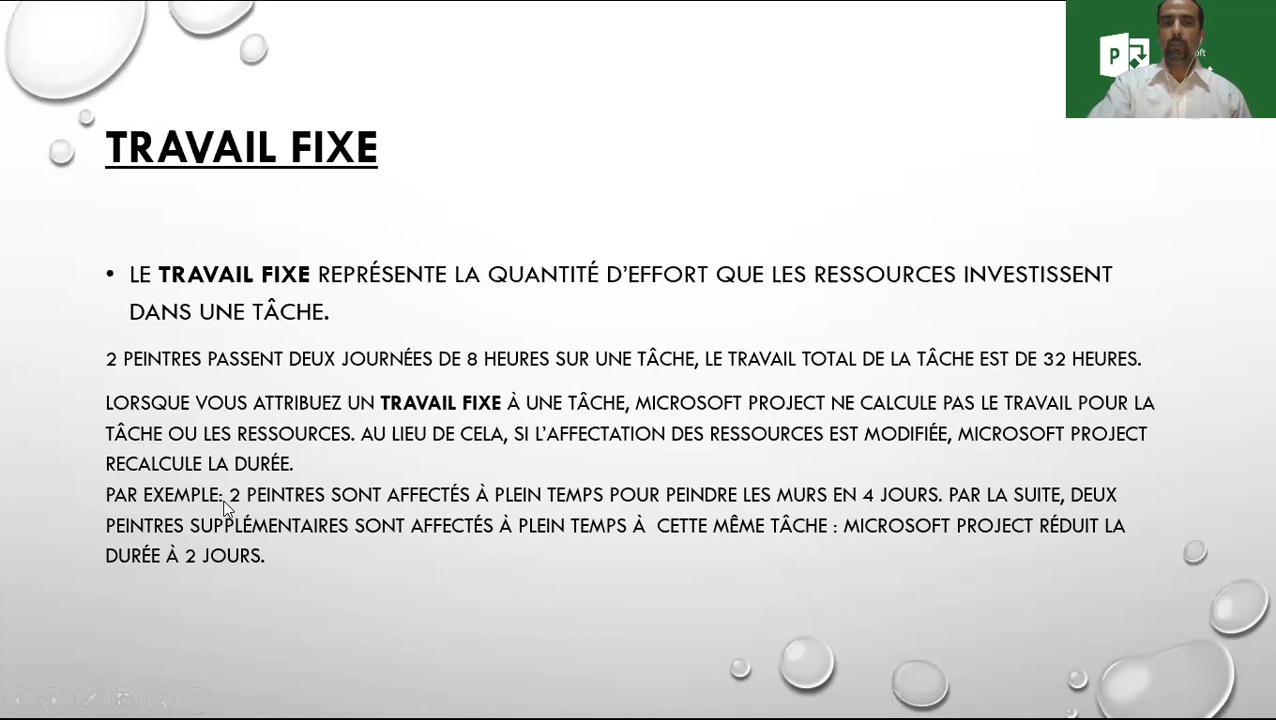 TRAVAIL FIXE
• LE TRAVAIL FIXE REPRÉSENTE LA QUANTITÉ D’EFFORT QUE LES RESSOURCES INVESTISSENT
DANS UNE TÂCHE.
2 PEINTRES PASSENT DEUX JOURNÉES DE 8 HEURES SUR UNE TÂCHE, LE TRAVAIL TOTAL DE LA TÂCHE EST DE 32 HEURES.
LORSQUE VOUS ATTRIBUEZ UN TRAVAIL FIXE À UNE TÂCHE, MICROSOFT PROJECT NE CALCULE PAS LE TRAVAIL POUR LA
TÂCHE OU LES RESSOURCES. AU LIEU DE CELA, SI L’AFFECTATION DES RESSOURCES EST MODIFIÉE, MICROSOFT PROJECT
RECALCULE LA DURÉE.
PAR EXEMPLE: 2 PEINTRES SONT AFFECTÉS À PLEIN TEMPS POUR PEINDRE LES MURS EN 4 JOURS. PAR LA SUITE, DEUX
PEINTRES SUPPLÉMENTAIRES SONT AFFECTÉS À PLEIN TEMPS À CETTE MÊME TÂCHE : MICROSOFT PROJECT RÉDUIT LA
DURÉE À 2 JOURS.
P